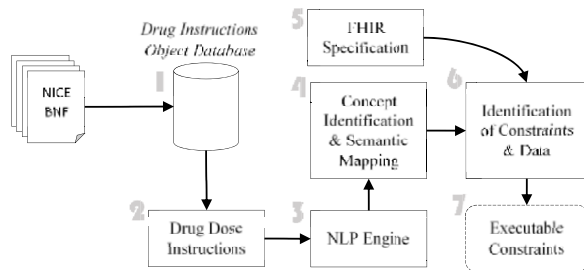 Drug Instructions
Object Database
1
NICE
BNF
2
Drug Dose
Instructions
3
NLP Engine
4
Concept
Identification
& Semantic
Mapping
5
FHIR
Specification
6
Identification
of Constraints
& Data
7
Executable
Constraints